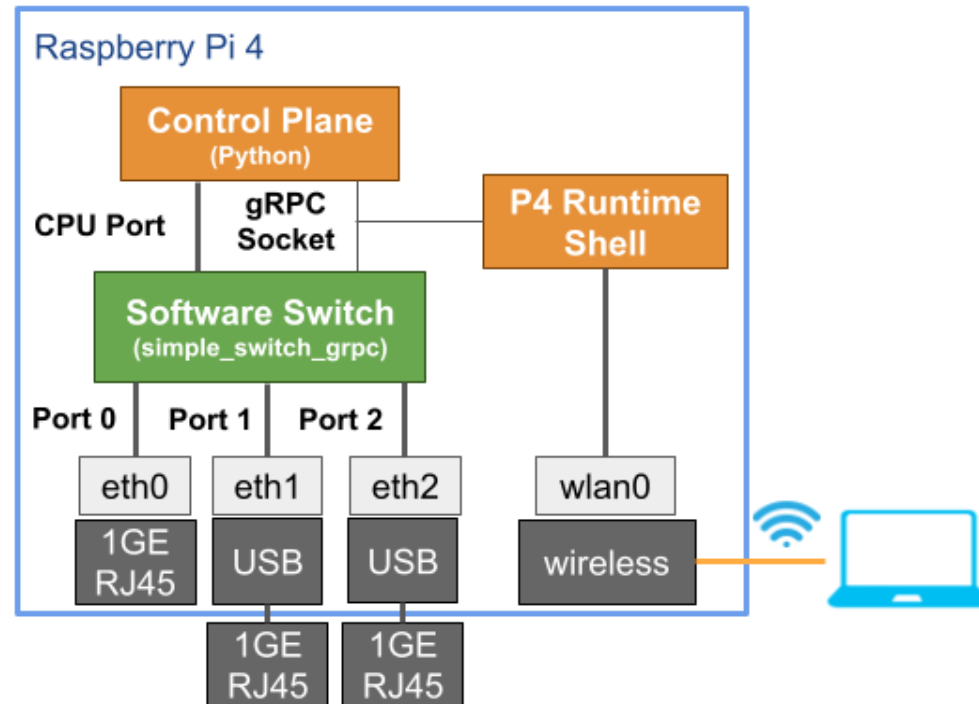 Raspberry Pi 4
Control Plane
(Python)
CPU Port
gRPC
Socket
P4 Runtime
Shell
Software Switch
(simple_switch_grpc)
Port 0
Port 1
Port 2
eth0
eth1
eth2
wlan0
1GE
RJ45
USB
USB
wireless
1GE
RJ45
1GE
RJ45